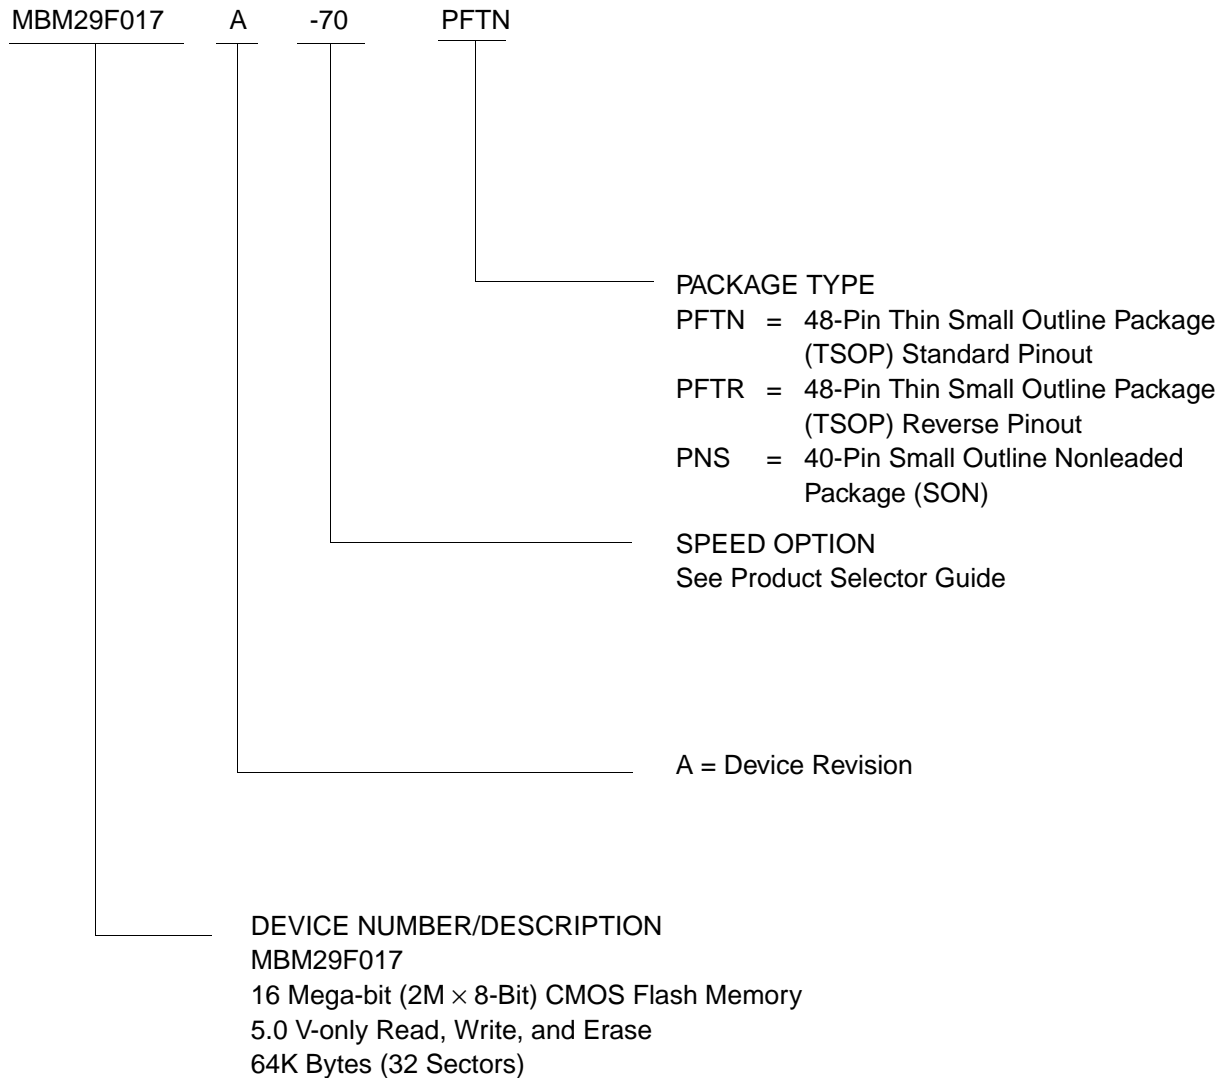 MBM29F017 A -70 PFTN
PACKAGE TYPE
PFTN = 48-Pin Thin Small Outline Package
(TSOP) Standard Pinout
PFTR = 48-Pin Thin Small Outline Package
(TSOP) Reverse Pinout
PNS = 40-Pin Small Outline Nonleaded
Package (SON)
SPEED OPTION
See Product Selector Guide
A = Device Revision
DEVICE NUMBER/DESCRIPTION
MBM29F017
16 Mega-bit (2M × 8-Bit) CMOS Flash Memory
5.0 V-only Read, Write, and Erase
64K Bytes (32 Sectors)